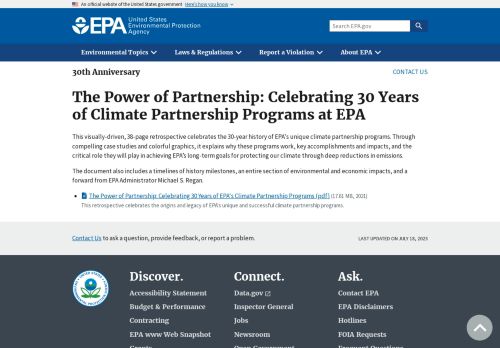 An official website of the United States government Here's how you know
EPA United States
Environmental Protection
Agency
Search EPA.gov
Environmental Topics Laws & Regulations Report a Violation About EPA
30th Anniversary CONTACT US
The Power of Partnership: Celebrating 30 Years
of Climate Partnership Programs at EPA
This visually-driven, 38-page retrospective celebrates the 30-year history of EPA's unique climate partnership programs. Through
compelling case studies and colorful graphics, it explains why these programs work, key accomplishments and impacts, and the
critical role they will play in achieving EPA's long-term goals for protecting our climate through deep reductions in emissions.
The document also includes a timelines of history milestones, an entire section of environmental and economic impacts, and a
forward from EPA Administrator Michael S. Regan.
The Power of Partnership: Celebrating 30 Years of EPA's Climate Partnership Programs (pdf) (17.81 MB, 2021)
This retrospective celebrates the origins and legacy of EPA's unique and successful climate partnership programs.
Contact Us to ask a question, provide feedback, or report a problem. LAST UPDATED ON JULY 18, 2023
Discover. Connect. Ask.
Accessibility Statement Data.gov Contact EPA
Budget & Performance Inspector General EPA Disclaimers
Contracting Jobs Hotlines
EPA www Web Snapshot Newsroom FOIA Requests
Grants Open Government Frequent Questions